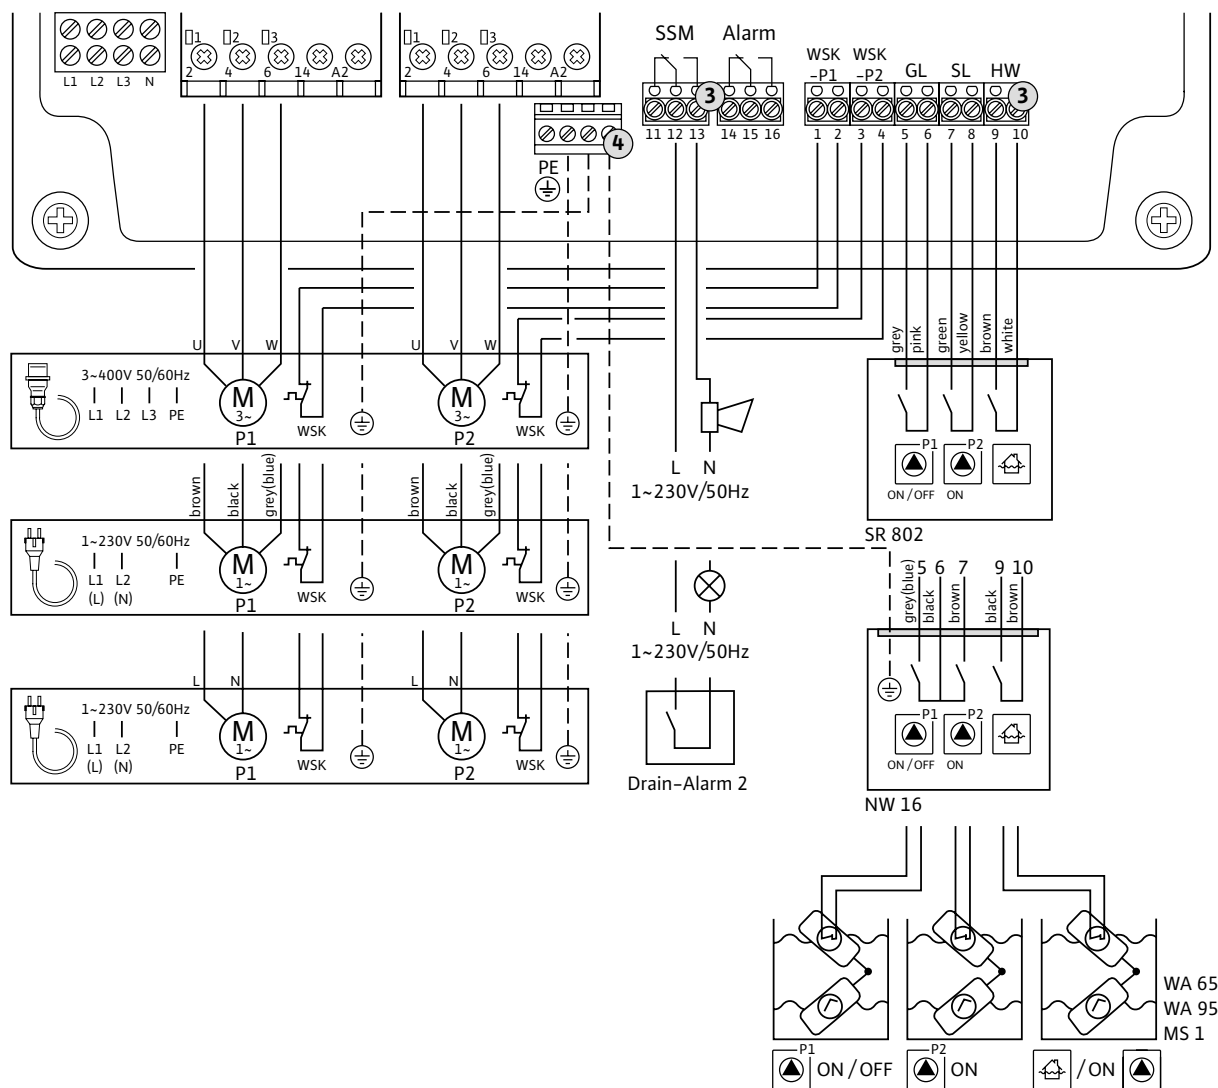 SSM Alarm
WSK WSK
-P1 -P2 GL SL HW
1 2 3 1 2 3
2 4 6 14 A2 2 4 6 14 A2
L1 L2 L3 N
3 3
11 12 13 14 15 16 1 2 3 4 5 6 7 8 9 10
4
PE
grey pink green yellow brown white
U V W U V W
3~400V 50/60Hz
L1 L2 L3 PE
M 3~ M 3~
WSK WSK
P1 P2
P1 P2
ON/OFF ON
L N
1~230V/50Hz
SR 802
brown black grey(blue) brown black grey(blue)
1~230V 50/60Hz
L1 L2 PE
(L) (N)
M 1~ M 1~
WSK WSK
P1 P2
5 6 7 9 10
grey(blue) black brown black brown
L N
1~230V/50Hz
L N L N
1~230V 50/60Hz
L1 L2 PE
(L) (N)
M 1~ M 1~
WSK WSK
P1 P2
P1 P2
ON/OFF ON
Drain-Alarm 2
NW 16
WA 65
WA 95
MS 1
P1 P2
ON/OFF ON /ON